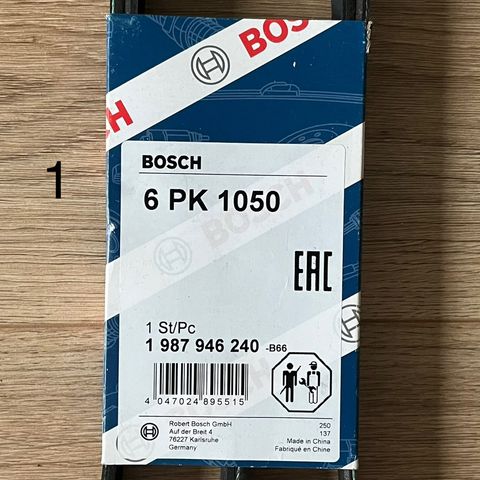 BOSCH
H
1
BOSCH
6 PK 1050
BOSCH
EAC
1 St/Pc
1 987 946 240 -B66
4 047024 895515
Robert Bosch GmbH
Auf der Breit 4
76227 Karlsruhe
Germany
250
137
Made in China
Fabriqué en Chine